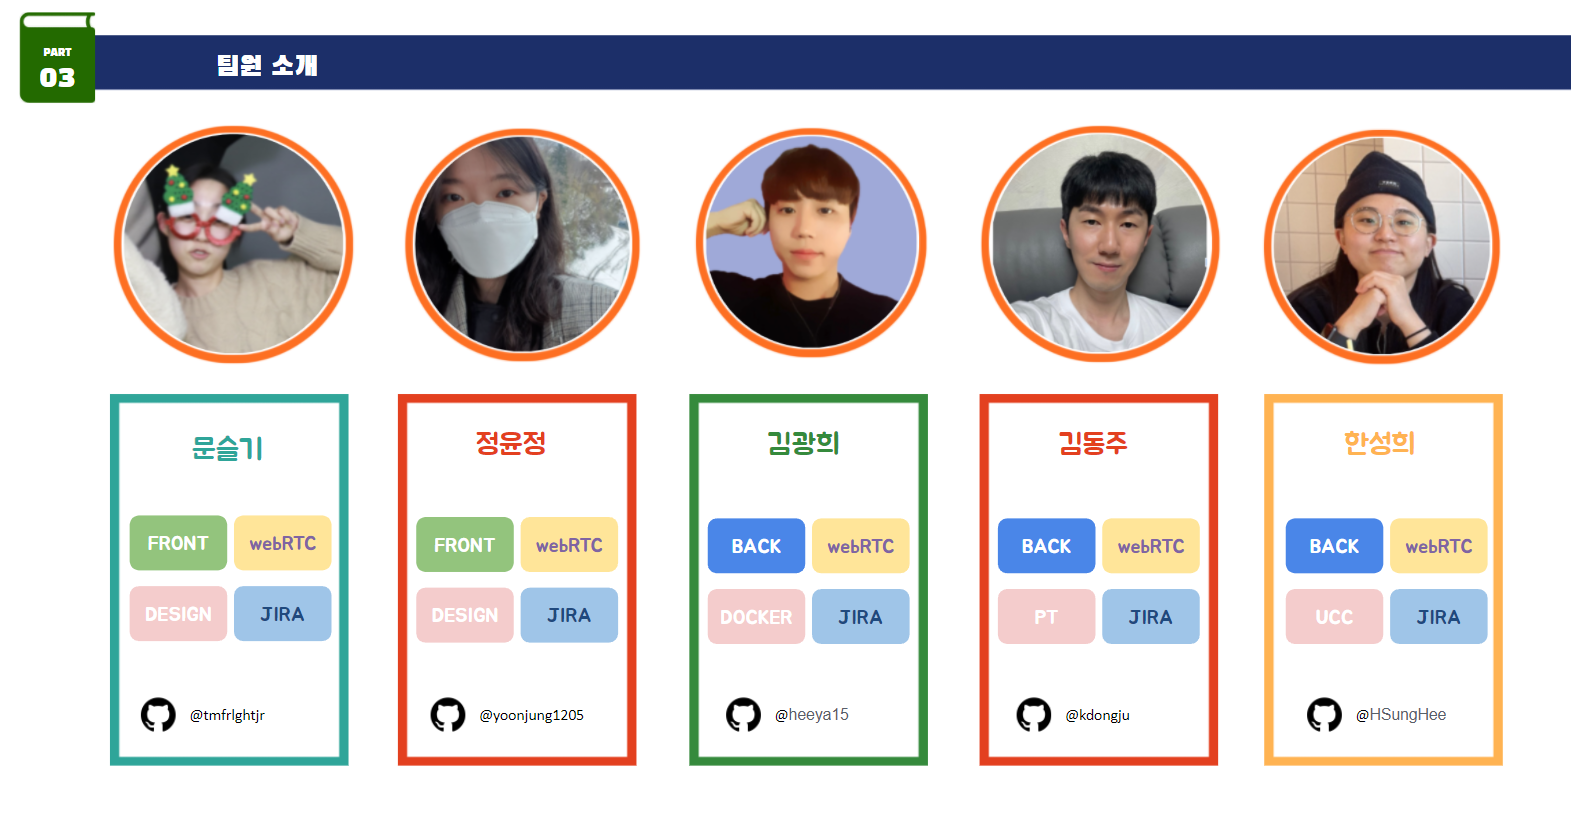 PART
03
팀원 소개
문슬기
FRONT
webRTC
DESIGN
JIRA
@tmfrlghtjr
정윤정
FRONT
webRTC
DESIGN
JIRA
@yoonjung1205
김광희
BACK
webRTC
DOCKER
JIRA
@heeya15
김동주
BACK
webRTC
PT
JIRA
@kdongju
한성희
BACK
webRTC
UCC
JIRA
@HSungHee